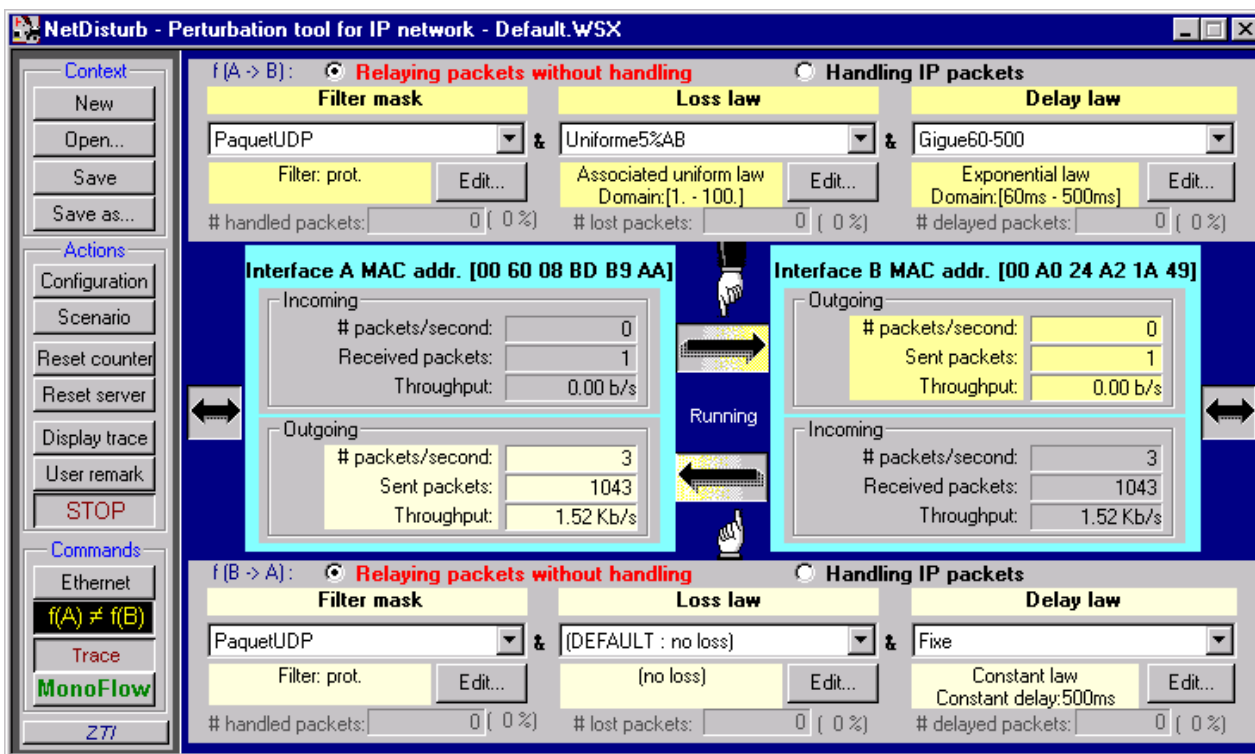 NetDisturb - Perturbation tool for IP network - Default.WSX
Context
New
Open...
Save
Save as...
Actions
Configuration
Scenario
Reset counter
Reset server
Display trace
User remark
STOP
Commands
Ethernet
f(A) ≠ f(B)
Trace
MonoFlow
ZTI
f (A -> B) : Relaying packets without handling Handling IP packets
Filter mask Loss law Delay law
PaquetUDP & Uniforme5%AB & Gigue60-500
Filter: prot. Edit... Associated uniform law Edit... Exponential law Edit...
Domain:[1. - 100.] Domain:[60ms - 500ms]
# handled packets: 0 ( 0 %) # lost packets: 0 ( 0 %) # delayed packets: 0 ( 0 %)
Interface A MAC addr. [00 60 08 BD B9 AA]
Incoming
# packets/second: 0
Received packets: 1
Throughput: 0.00 b/s
Outgoing
# packets/second: 3
Sent packets: 1043
Throughput: 1.52 Kb/s
Running
Interface B MAC addr. [00 A0 24 A2 1A 49]
Outgoing
# packets/second: 0
Sent packets: 1
Throughput: 0.00 b/s
Incoming
# packets/second: 3
Received packets: 1043
Throughput: 1.52 Kb/s
f (B -> A) : Relaying packets without handling Handling IP packets
Filter mask Loss law Delay law
PaquetUDP & (DEFAULT : no loss) & Fixe
Filter: prot. Edit... (no loss) Edit... Constant law Edit...
Constant delay:500ms
# handled packets: 0 ( 0 %) # lost packets: 0 ( 0 %) # delayed packets: 0 ( 0 %)